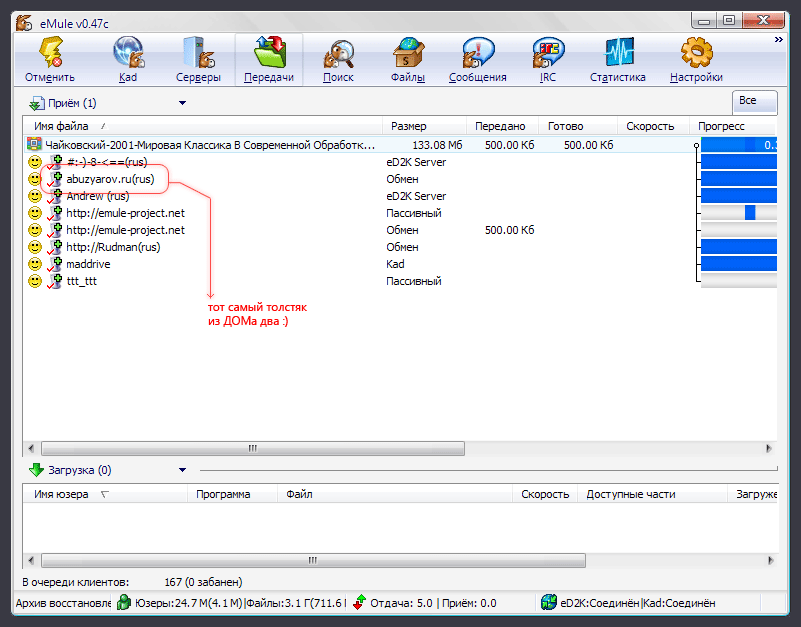 eMule v0.47c
Отменить Kad Серверы Передачи Поиск Файлы Сообщения IRC Статистика Настройки »
Приём (1) Все
Имя файла / Размер Передано Готово Скорость Прогресс
Чайковский-2001-Мировая Классика В Современной Обработк... 133.08 Мб 500.00 Кб 500.00 Кб 0.3
#:-)-8-<==(rus) eD2K Server
abuzyarov.ru(rus) Обмен
Andrew (rus) eD2K Server
http://emule-project.net Пассивный
http://emule-project.net Обмен 500.00 Кб
http://Rudman(rus) Обмен
maddrive Kad
ttt_ttt Пассивный
тот самый толстяк
из ДОМа два :)
Загрузка (0)
Имя юзера Программа Файл Скорость Доступные части Загруже
В очереди клиентов: 167 (0 забанен)
Архив восстановле Юзеры:24.7 М(4.1 М)|Файлы:3.1 Г(711.6 Отдача: 5.0 | Приём: 0.0 eD2K:Соединён|Kad:Соединён